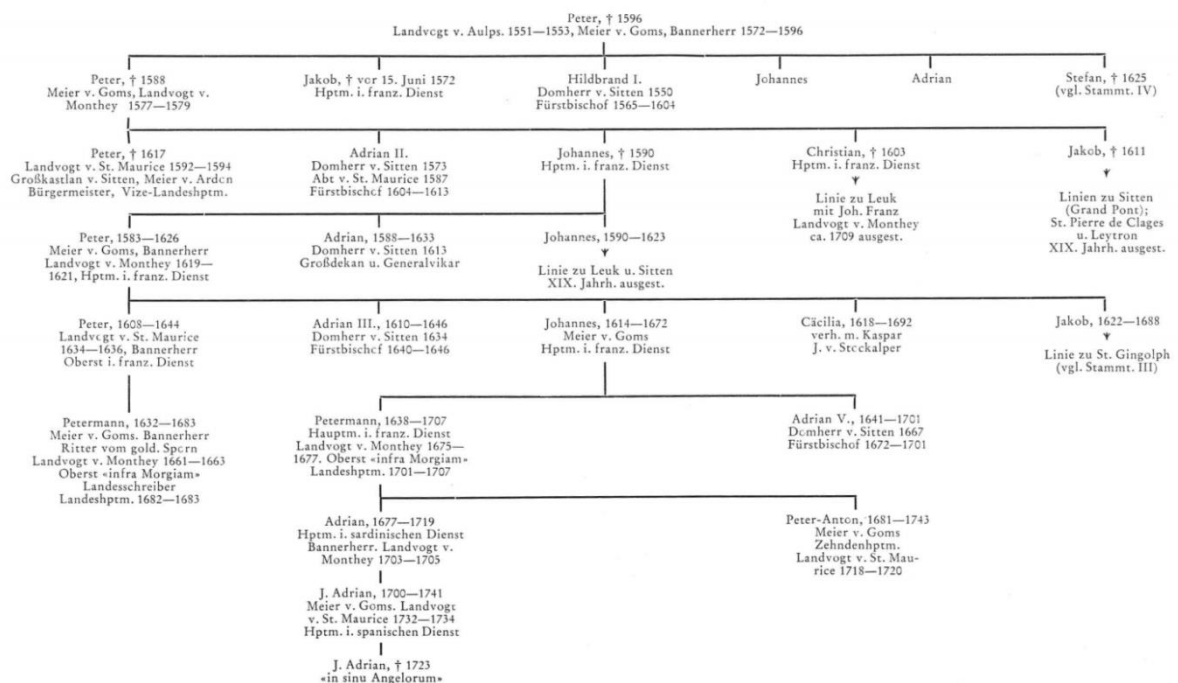 Peter, † 1596
Landvogt v. Aulps. 1551—1553, Meier v. Goms, Bannerherr 1572—1596
Peter, † 1588
Meier v. Goms, Landvogt v.
Monthey 1577—1579
Jakob, † vor 15. Juni 1572
Hptm. i. franz. Dienst
Hildbrand I.
Domherr v. Sitten 1550
Fürstbischof 1565—1604
Johannes
Adrian
Stefan, † 1625
(vgl. Stammt. IV)
Peter, † 1617
Landvogt v. St. Maurice 1592—1594
Großkastlan v. Sitten, Meier v. Ardon
Bürgermeister, Vize-Landeshptm.
Adrian II.
Domherr v. Sitten 1573
Abt v. St. Maurice 1587
Fürstbischof 1604—1613
Johannes, † 1590
Hptm. i. franz. Dienst
Christian, † 1603
Hptm. i. franz. Dienst
Linie zu Leuk
mit Joh. Franz
Landvogt v. Monthey
ca. 1709 ausgest.
Jakob, † 1611
Linien zu Sitten
(Grand Pont);
St. Pierre de Clages
u. Leytron
XIX. Jahrh. ausgest.
Peter, 1583—1626
Meier v. Goms, Bannerherr
Landvogt v. Monthey 1619—
1621, Hptm. i. franz. Dienst
Adrian, 1588—1633
Domherr v. Sitten 1613
Großdekan u. Generalvikar
Johannes, 1590—1623
Linie zu Leuk u. Sitten
XIX. Jahrh. ausgest.
Peter, 1608—1644
Landvogt v. St. Maurice
1634—1636, Bannerherr
Oberst i. franz. Dienst
Adrian III., 1610—1646
Domherr v. Sitten 1634
Fürstbischof 1640—1646
Johannes, 1614—1672
Meier v. Goms
Hptm. i. franz. Dienst
Cäcilia, 1618—1692
verh. m. Kaspar
J. v. Stockalper
Jakob, 1622—1688
Linie zu St. Gingolph
(vgl. Stammt. III)
Petermann, 1632—1683
Meier v. Goms. Bannerherr
Ritter vom gold. Sporn
Landvogt v. Monthey 1661—1663
Oberst «infra Morgiam»
Landesschreiber
Landeshptm. 1682—1683
Petermann, 1638—1707
Hauptm. i. franz. Dienst
Landvogt v. Monthey 1675—
1677. Oberst «infra Morgiam»
Landeshptm. 1701—1707
Adrian V., 1641—1701
Domherr v. Sitten 1667
Fürstbischof 1672—1701
Adrian, 1677—1719
Hptm. i. sardinischen Dienst
Bannerherr. Landvogt v.
Monthey 1703—1705
Peter-Anton, 1681—1743
Meier v. Goms
Zehndenhptm.
Landvogt v. St. Mau-
rice 1718—1720
J. Adrian, 1700—1741
Meier v. Goms. Landvogt
v. St. Maurice 1732—1734
Hptm. i. spanischen Dienst
J. Adrian, † 1723
«in sinu Angelorum»